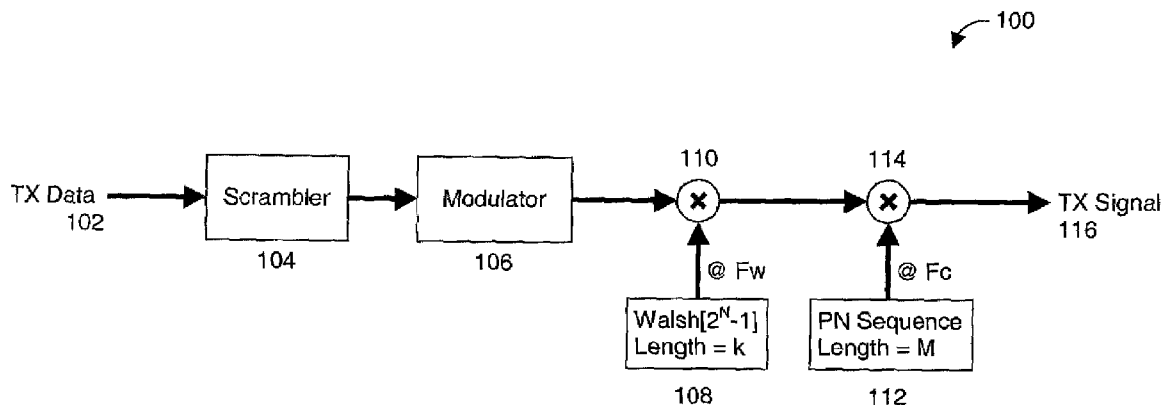 100
110
114
TX Data
102
Scrambler
104
Modulator
106
×
×
TX Signal
116
@ Fw
@ Fc
Walsh[2^N-1]
Length = k
108
PN Sequence
Length = M
112